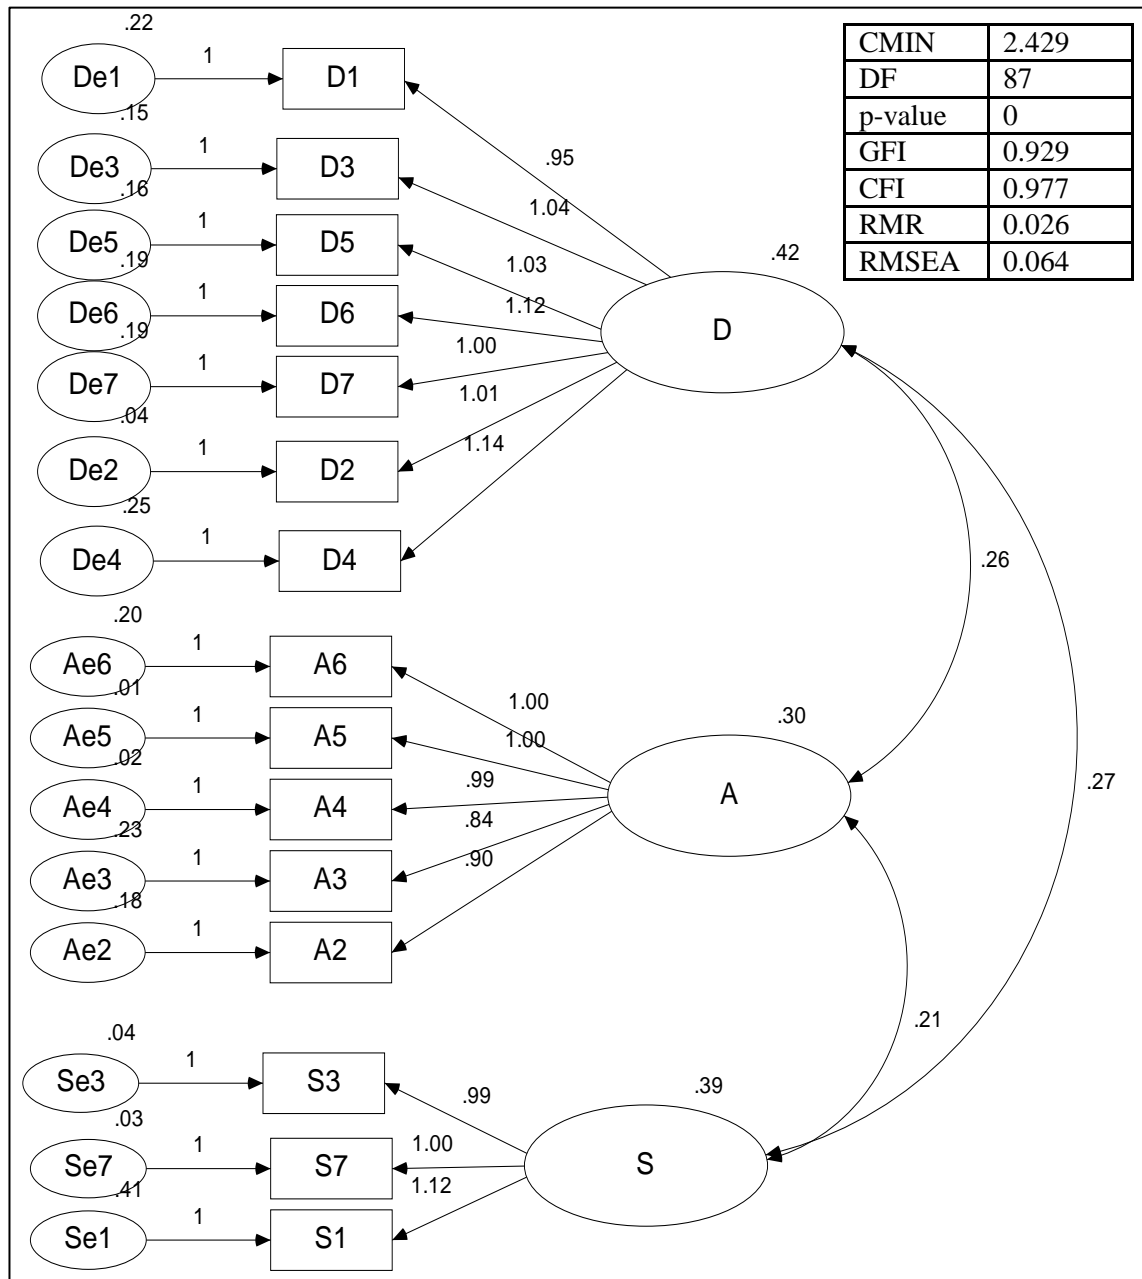 .22
De1
1
D1
.15
De3
1
D3
.16
De5
1
D5
.19
De6
1
D6
.19
De7
1
D7
.04
De2
1
D2
.25
De4
1
D4
.95
1.04
1.03
1.12
1.00
1.01
1.14
.42
D
CMIN 2.429
DF 87
p-value 0
GFI 0.929
CFI 0.977
RMR 0.026
RMSEA 0.064
.26
.27
.20
Ae6
1
A6
.01
Ae5
1
A5
.02
Ae4
1
A4
.23
Ae3
1
A3
.18
Ae2
1
A2
1.00
1.00
.99
.84
.90
.30
A
.21
.04
Se3
1
S3
.03
Se7
1
S7
.41
Se1
1
S1
.99
1.00
1.12
.39
S